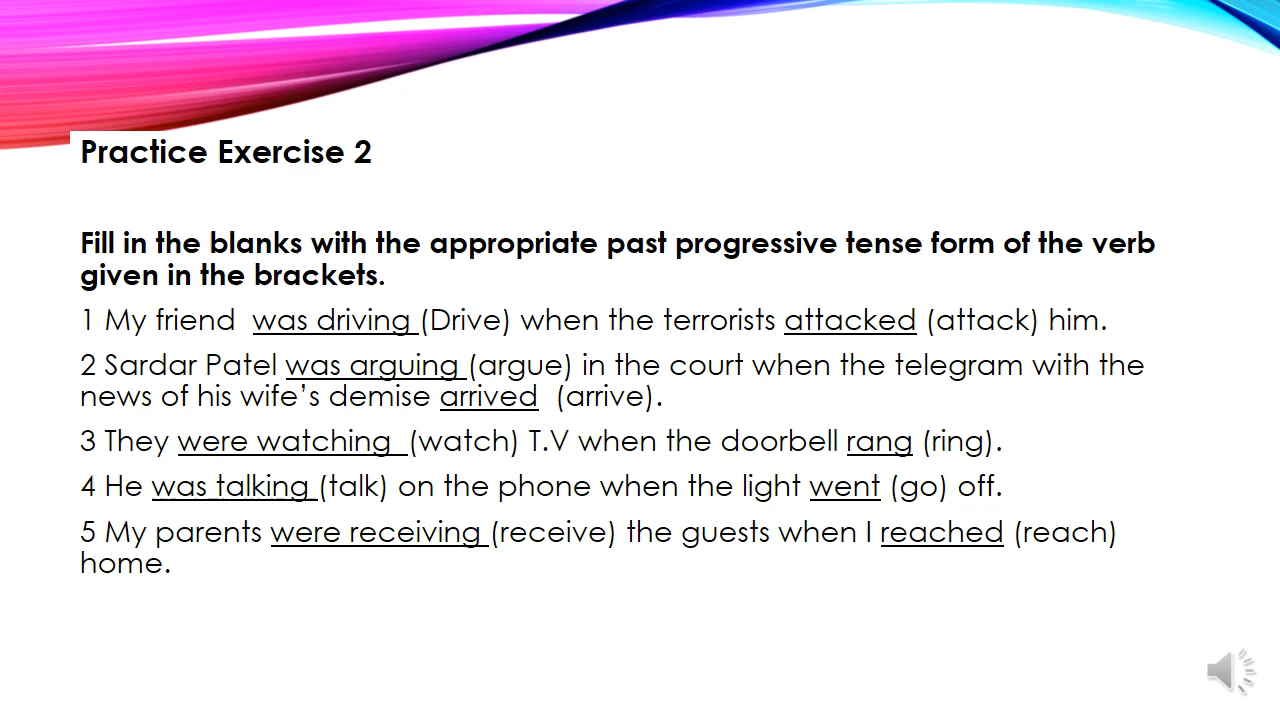 Practice Exercise 2
Fill in the blanks with the appropriate past progressive tense form of the verb
given in the brackets.
1 My friend  was driving (Drive) when the terrorists attacked (attack) him.
2 Sardar Patel was arguing (argue) in the court when the telegram with the
news of his wife’s demise arrived  (arrive).
3 They were watching  (watch) T.V when the doorbell rang (ring).
4 He was talking (talk) on the phone when the light went (go) off.
5 My parents were receiving (receive) the guests when I reached (reach)
home.